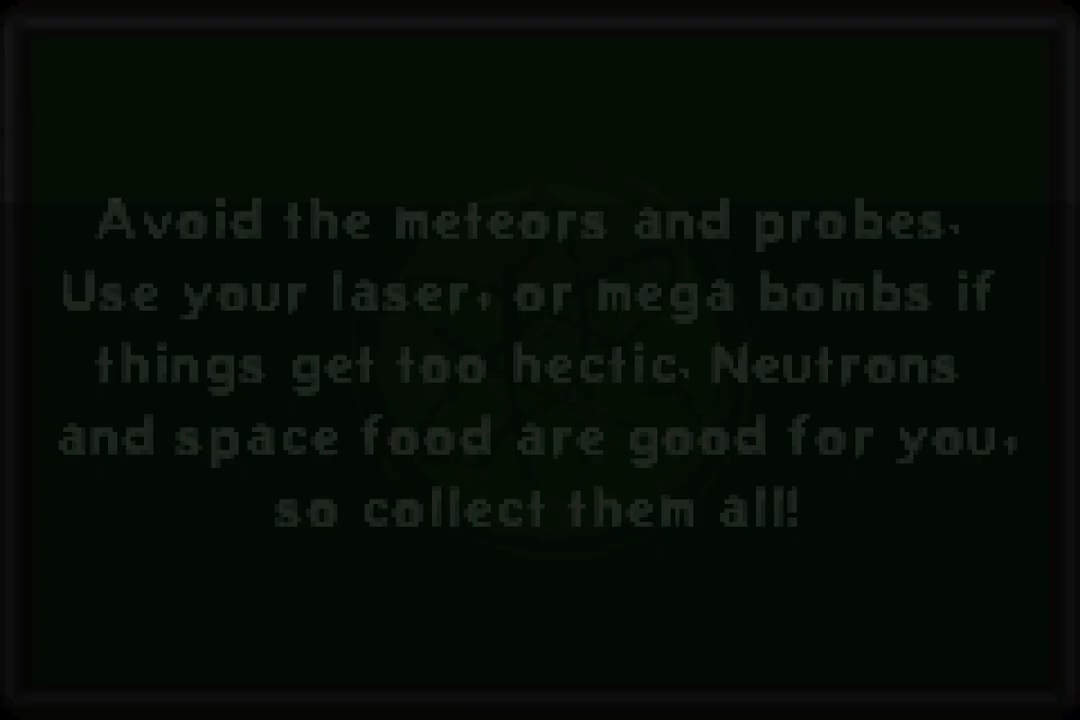 Avoid the meteors and probes.
Use your laser, or mega bombs if
things get too hectic. Neutrons
and space food are good for you,
so collect them all!